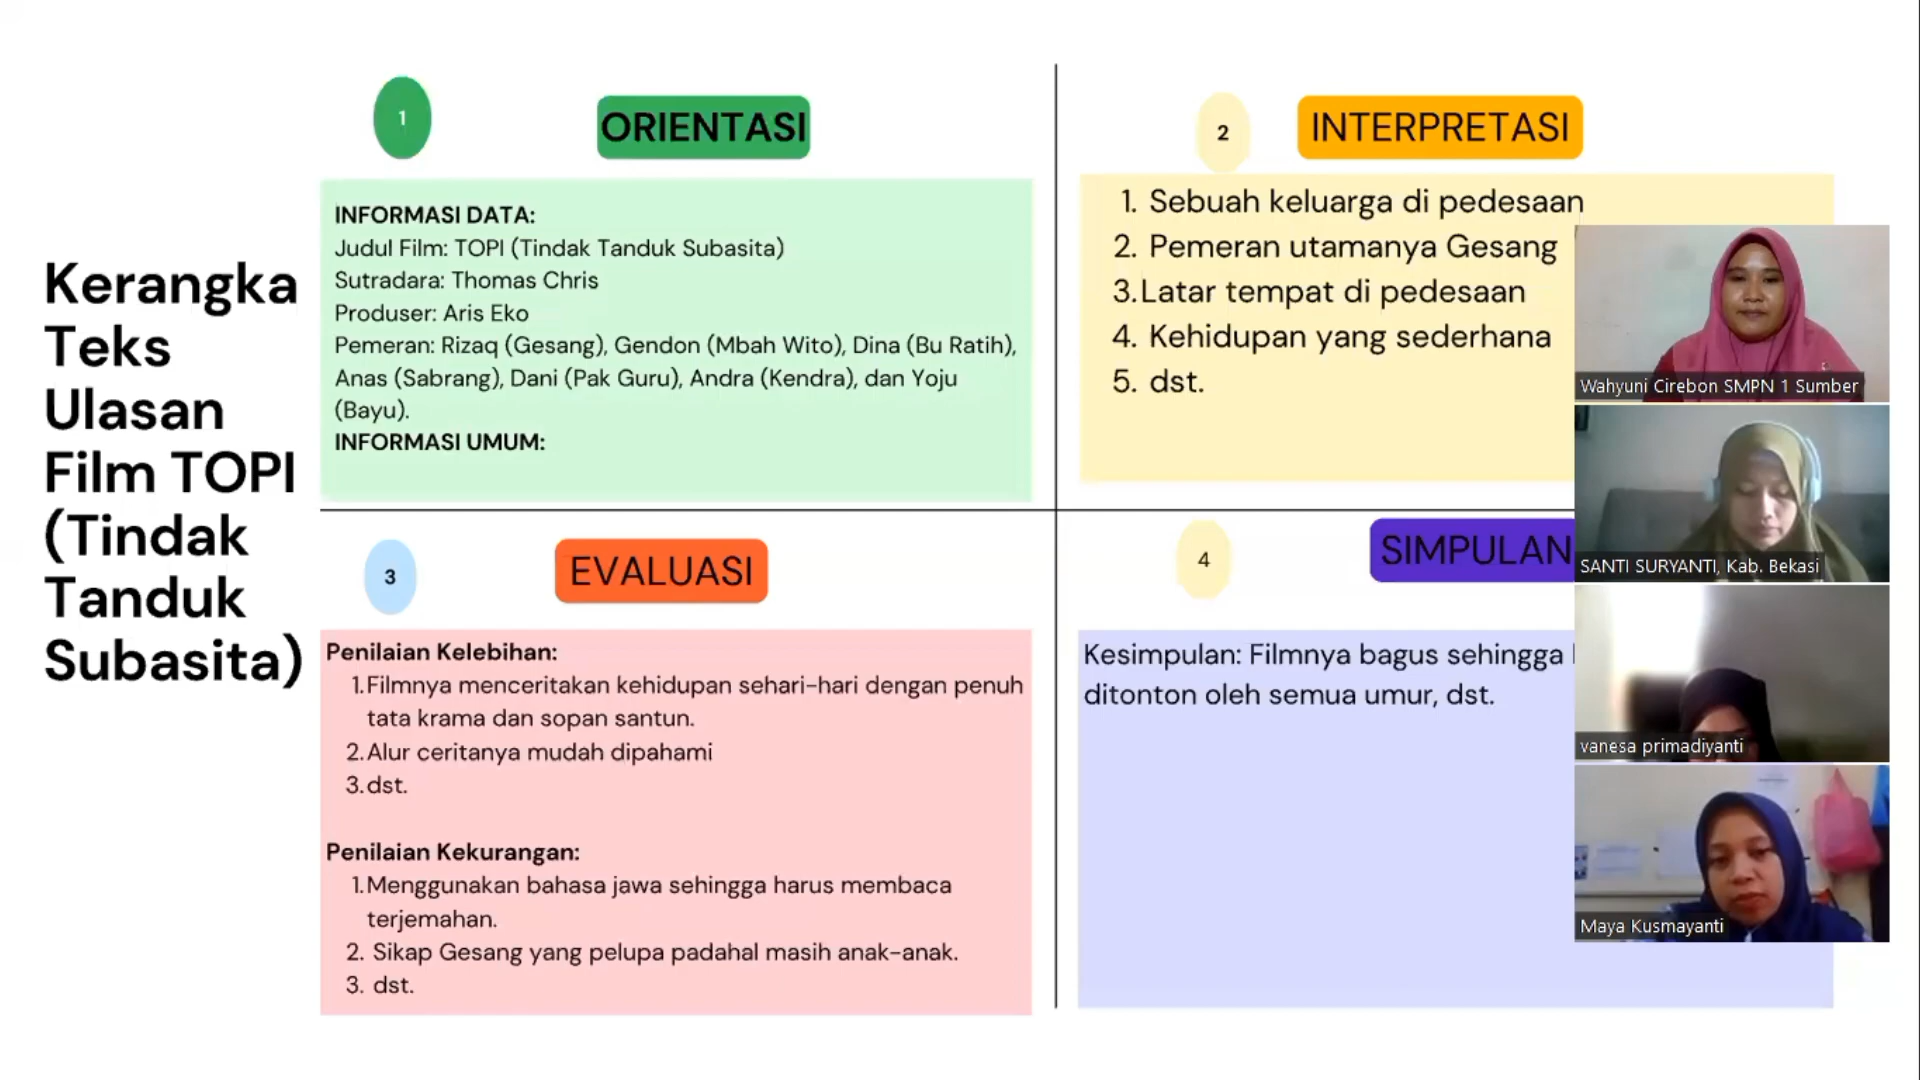 Kerangka
Teks
Ulasan
Film TOPI
(Tindak
Tanduk
Subasita)
1
ORIENTASI
INFORMASI DATA:
Judul Film: TOPI (Tindak Tanduk Subasita)
Sutradara: Thomas Chris
Produser: Aris Eko
Pemeran: Rizaq (Gesang), Gendon (Mbah Wito), Dina (Bu Ratih),
Anas (Sabrang), Dani (Pak Guru), Andra (Kendra), dan Yoju
(Bayu).
INFORMASI UMUM:
2
INTERPRETASI
1. Sebuah keluarga di pedesaan
2. Pemeran utamanya Gesang
3.Latar tempat di pedesaan
4. Kehidupan yang sederhana
5. dst.
3
EVALUASI
Penilaian Kelebihan:
1.Filmnya menceritakan kehidupan sehari-hari dengan penuh
tata krama dan sopan santun.
2.Alur ceritanya mudah dipahami
3.dst.
Penilaian Kekurangan:
1.Menggunakan bahasa jawa sehingga harus membaca
terjemahan.
2. Sikap Gesang yang pelupa padahal masih anak-anak.
3. dst.
4
SIMPULAN
Kesimpulan: Filmnya bagus sehingga
ditonton oleh semua umur, dst.
Wahyuni Cirebon SMPN 1 Sumber
SANTI SURYANTI, Kab. Bekasi
vanesa primadiyanti
Maya Kusmayanti